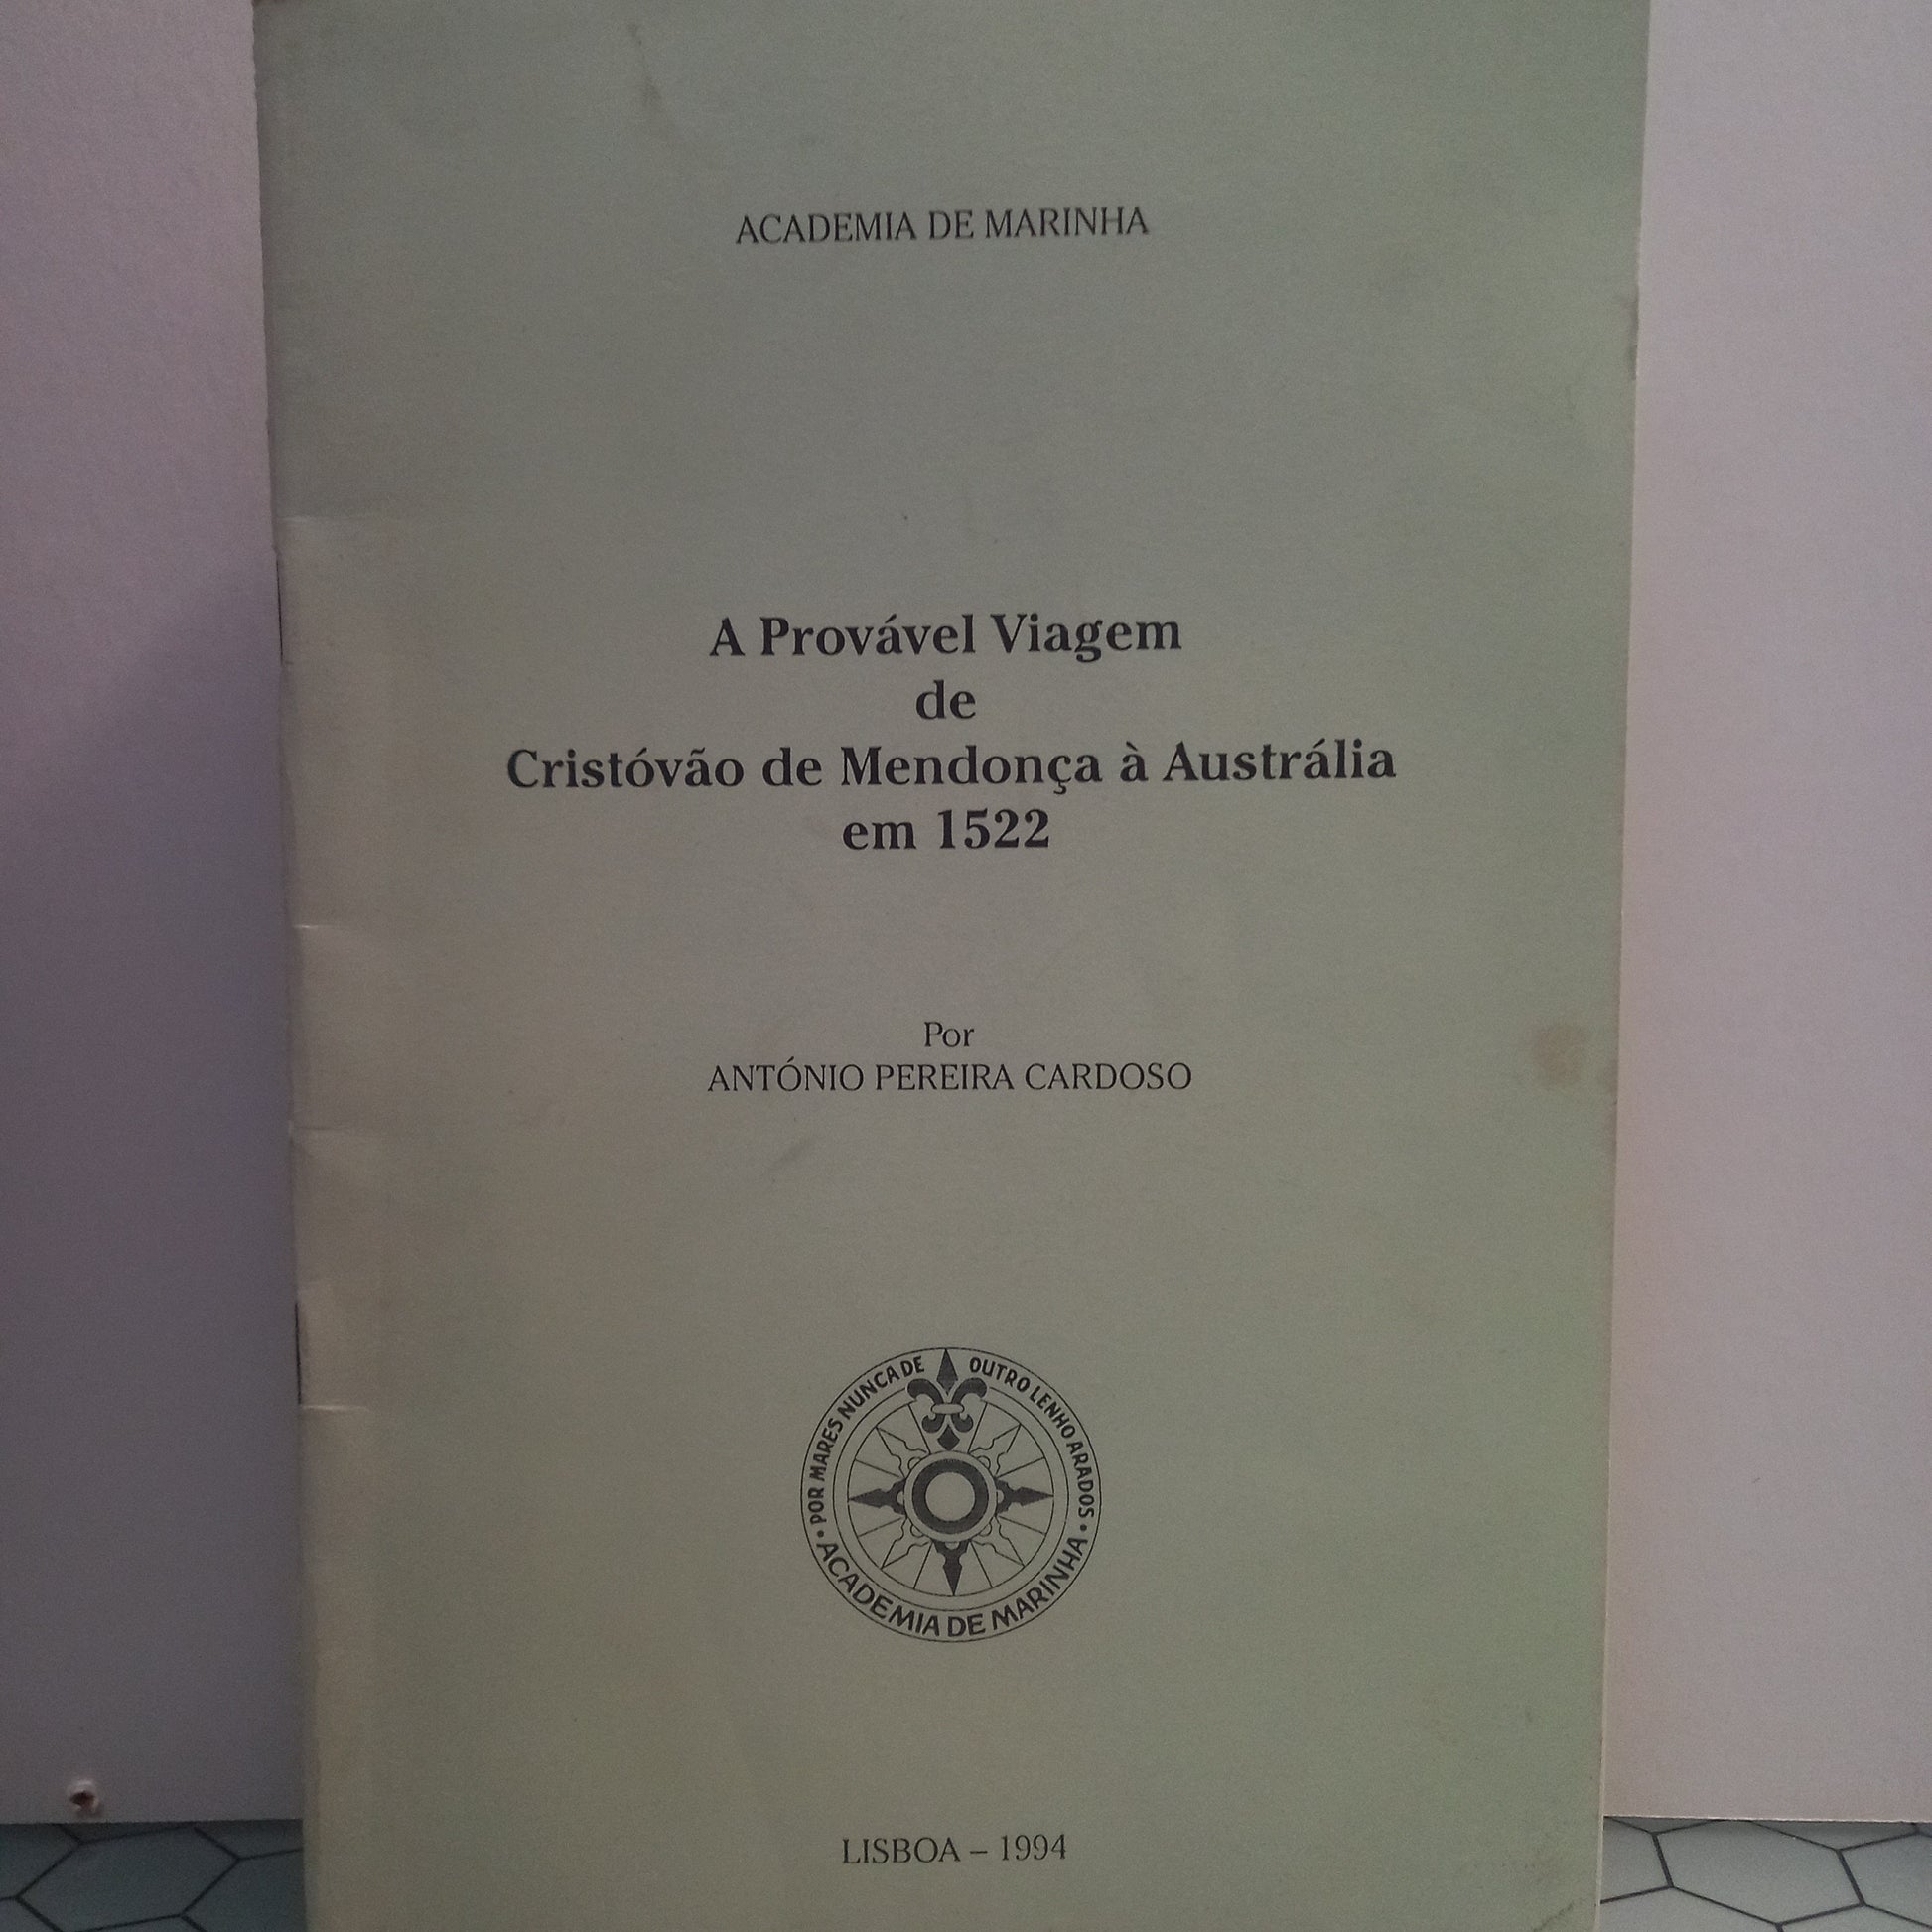 ACADEMIA DE MARINHA
A Provável Viagem
de
Cristóvão de Mendonça à Austrália
em 1522
Por
ANTÓNIO PEREIRA CARDOSO
• POR MARES NUNCA DE OUTRO LENHO ARADOS •
ACADEMIA DE MARINHA
LISBOA – 1994